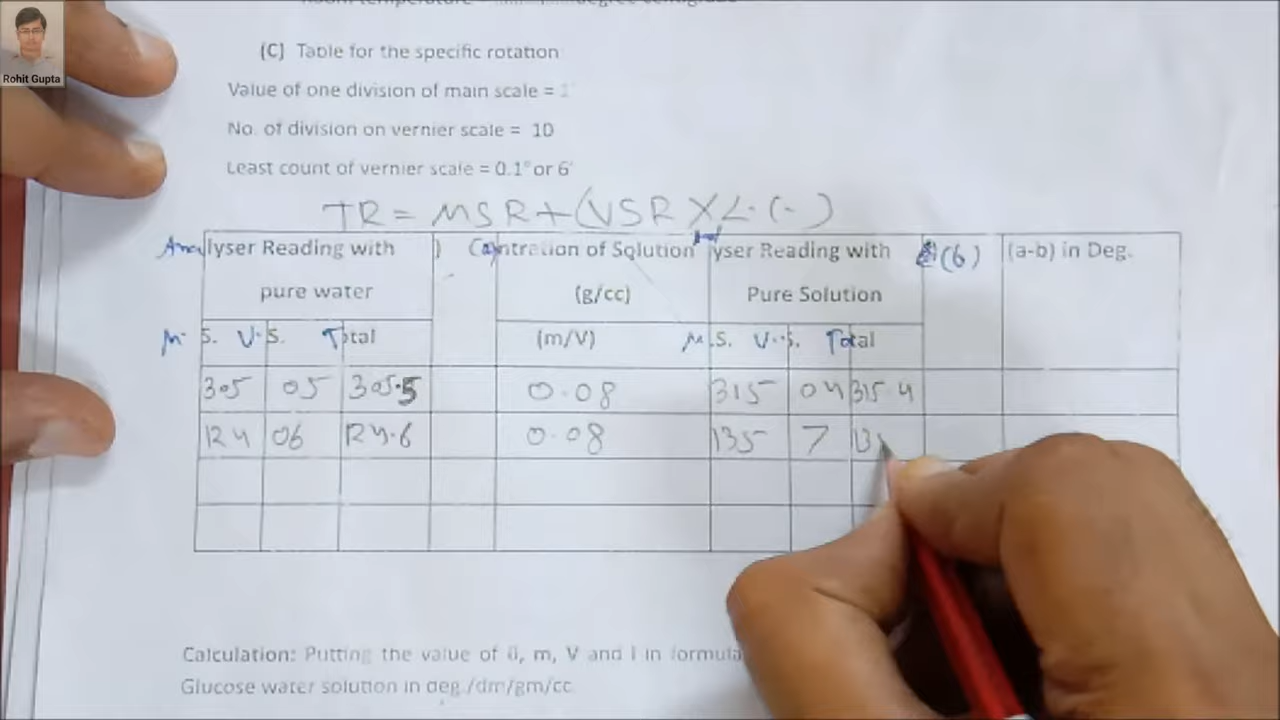 Rohit Gupta
(C) Table for the specific rotation
Value of one division of main scale = 1
No. of division on vernier scale = 10
Least count of vernier scale = 0.1° or 6'
TR = MSR + (VSR X L.C.)
Analyser Reading with pure water
(a)
Concentration of Solution (g/cc)
(m/V)
Analyser Reading with Pure Solution
(b)
(a-b) in Deg.
M.S. V.S. Total
M.S. V.S. Total
305 05 305.5 0.08 315 04 315.4
124 06 124.6 0.08 135 7 13
Calculation: Putting the value of θ, m, V and l in formula
Glucose water solution in deg./dm/gm/cc